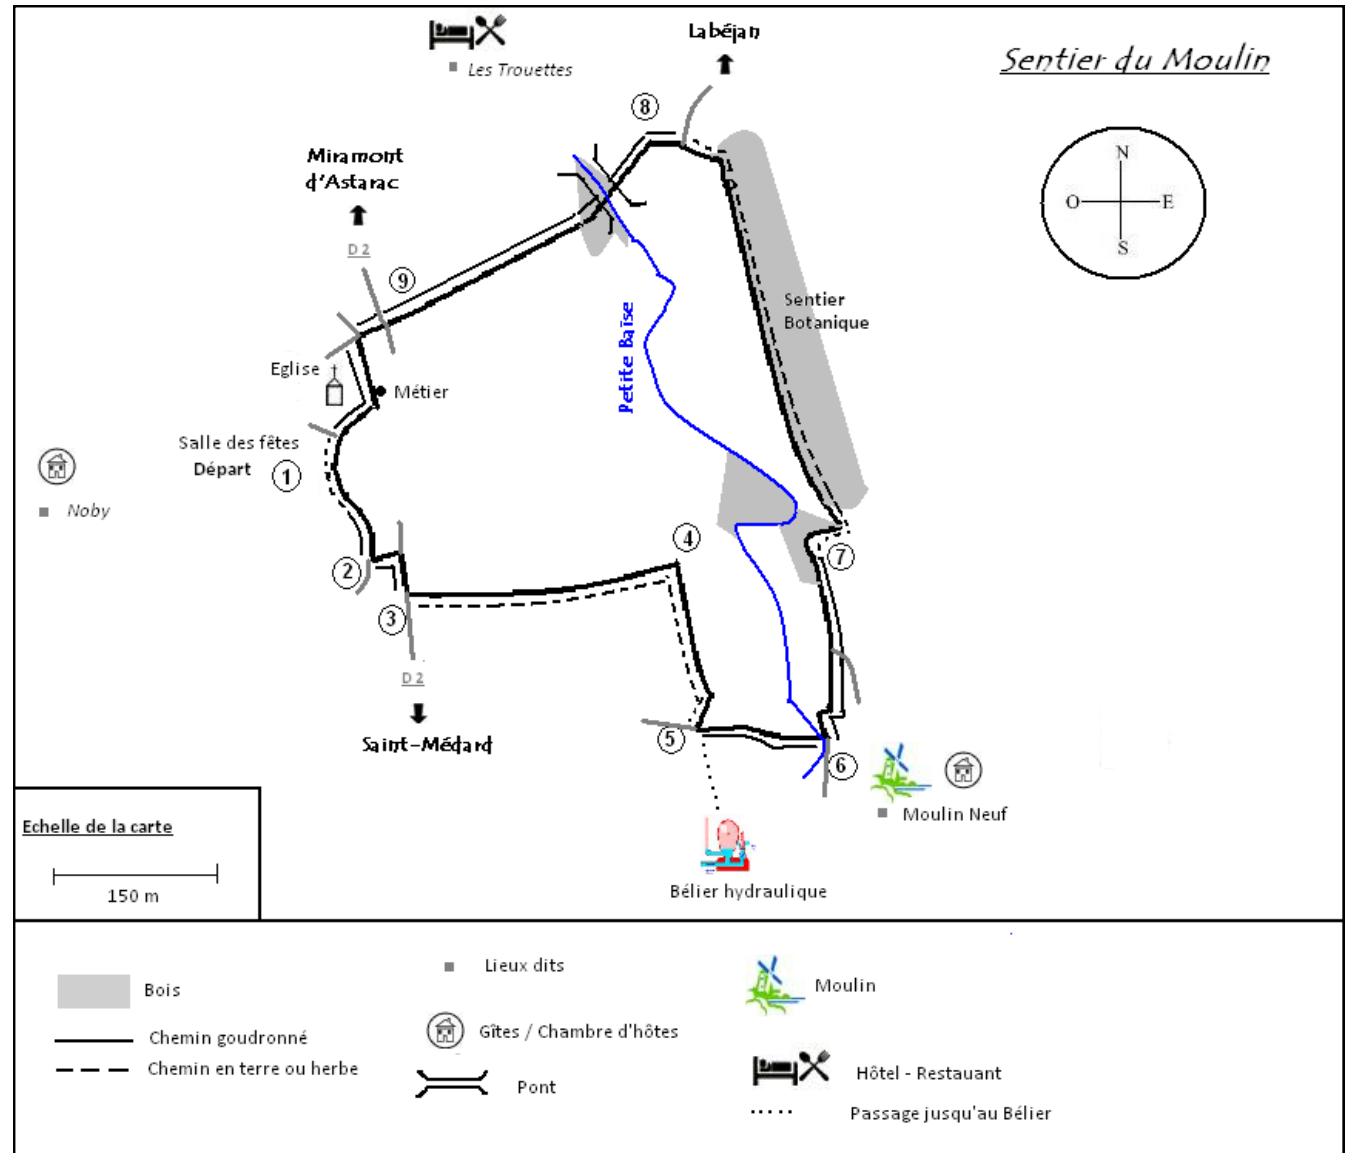 Sentier du Moulin
Labéjan
Les Trouettes
8
Miramont
d'Astarac
N
O
E
S
D 2
9
Sentier
Botanique
Petite Baïse
Eglise
Métier
Salle des fêtes
Départ
1
Noby
4
2
7
3
D 2
5
6
Saint-Médard
Moulin Neuf
Echelle de la carte
150 m
Bélier hydraulique
Bois
Chemin goudronné
Chemin en terre ou herbe
Lieux dits
Gîtes / Chambre d'hôtes
Pont
Moulin
Hôtel - Restauant
Passage jusqu'au Bélier